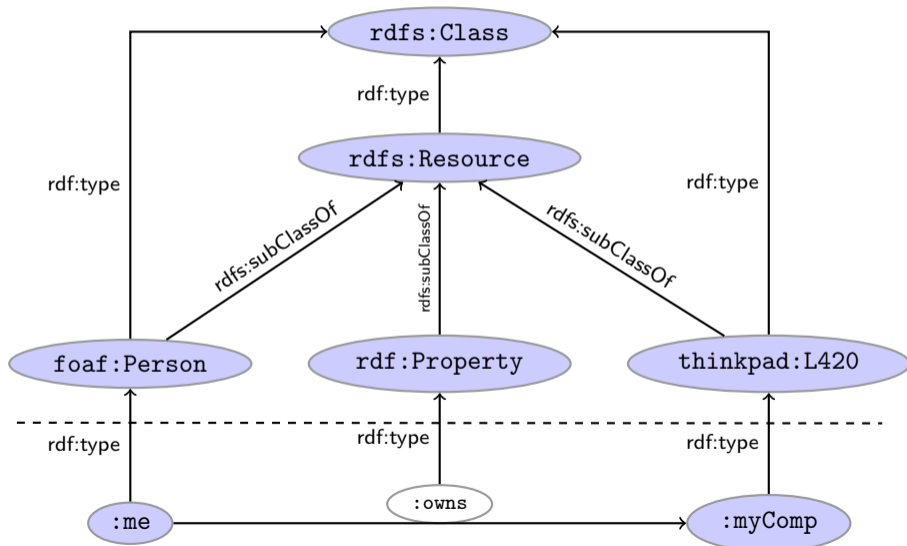 rdfs:Class
rdf:type
rdfs:Resource
rdf:type
rdf:type
rdfs:subClassOf
rdfs:subClassOf
rdfs:subClassOf
foaf:Person
rdf:Property
thinkpad:L420
rdf:type
rdf:type
rdf:type
:owns
:me
:myComp